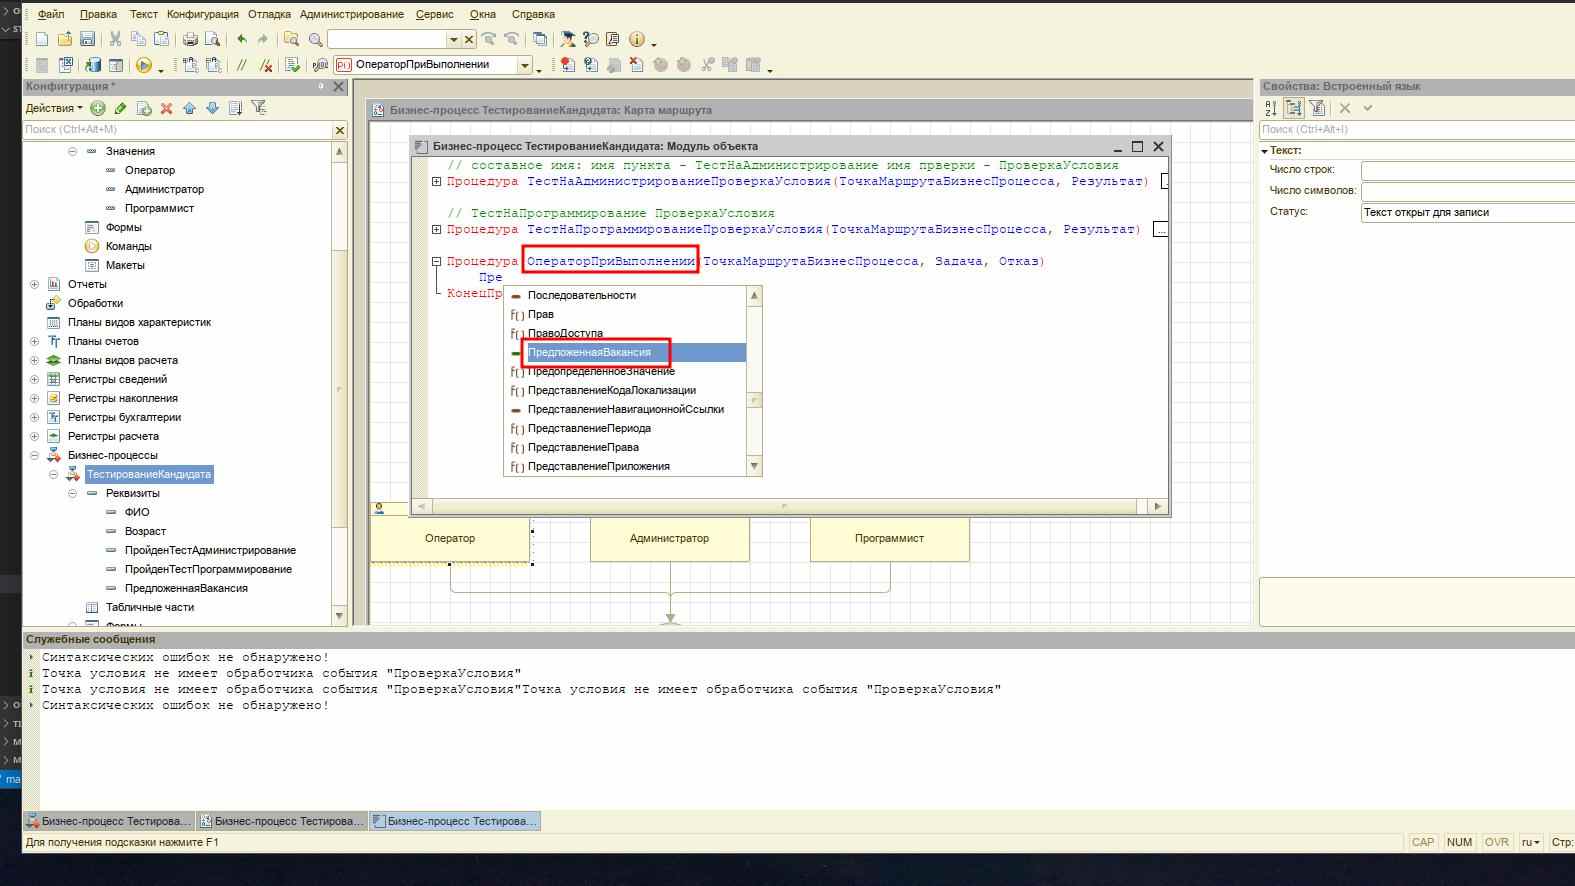 Файл Правка Текст Конфигурация Отладка Администрирование Сервис Окна Справка
ОператорПриВыполнении
Конфигурация *
Действия
Поиск (Ctrl+Alt+M)
Значения
Оператор
Администратор
Программист
Формы
Команды
Макеты
Отчеты
Обработки
Планы видов характеристик
Планы счетов
Планы видов расчета
Регистры сведений
Регистры накопления
Регистры бухгалтерии
Регистры расчета
Бизнес-процессы
ТестированиеКандидата
Реквизиты
ФИО
Возраст
ПройденТестАдминистрирование
ПройденТестПрограммирование
ПредложеннаяВакансия
Табличные части
Формы
Бизнес-процесс ТестированиеКандидата: Карта маршрута
Бизнес-процесс ТестированиеКандидата: Модуль объекта
// составное имя: имя пункта - ТестНаАдминистрирование имя прверки - ПроверкаУсловия
Процедура ТестНаАдминистрированиеПроверкаУсловия(ТочкаМаршрутаБизнесПроцесса, Результат)
// ТестНаПрограммирование ПроверкаУсловия
Процедура ТестНаПрограммированиеПроверкаУсловия(ТочкаМаршрутаБизнесПроцесса, Результат) ...
Процедура ОператорПриВыполнении(ТочкаМаршрутаБизнесПроцесса, Задача, Отказ)
Пре
КонецПр
Последовательности
Прав
ПравоДоступа
ПредложеннаяВакансия
ПредопределенноеЗначение
ПредставлениеКодаЛокализации
ПредставлениеНавигационнойСсылки
ПредставлениеПериода
ПредставлениеПрава
ПредставлениеПриложения
Оператор Администратор Программист
Свойства: Встроенный язык
Поиск (Ctrl+Alt+I)
Текст:
Число строк:
Число символов:
Статус: Текст открыт для записи
Служебные сообщения
Синтаксических ошибок не обнаружено!
Точка условия не имеет обработчика события "ПроверкаУсловия"
Точка условия не имеет обработчика события "ПроверкаУсловия"Точка условия не имеет обработчика события "ПроверкаУсловия"
Синтаксических ошибок не обнаружено!
Бизнес-процесс Тестирова... Бизнес-процесс Тестирова... Бизнес-процесс Тестирова...
Для получения подсказки нажмите F1 CAP NUM OVR ru Стр: